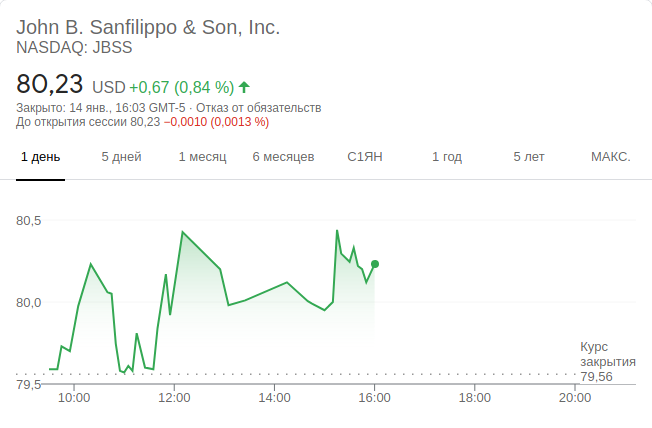 John B. Sanfilippo & Son, Inc.
NASDAQ: JBSS
80,23 USD +0,67 (0,84 %)
Закрыто: 14 янв., 16:03 GMT-5 · Отказ от обязательств
До открытия сессии 80,23 −0,0010 (0,0013 %)
1 день 5 дней 1 месяц 6 месяцев С1ЯН 1 год 5 лет МАКС.
80,5
80,0
Курс
закрытия
79,56
79,5
10:00 12:00 14:00 16:00 18:00 20:00